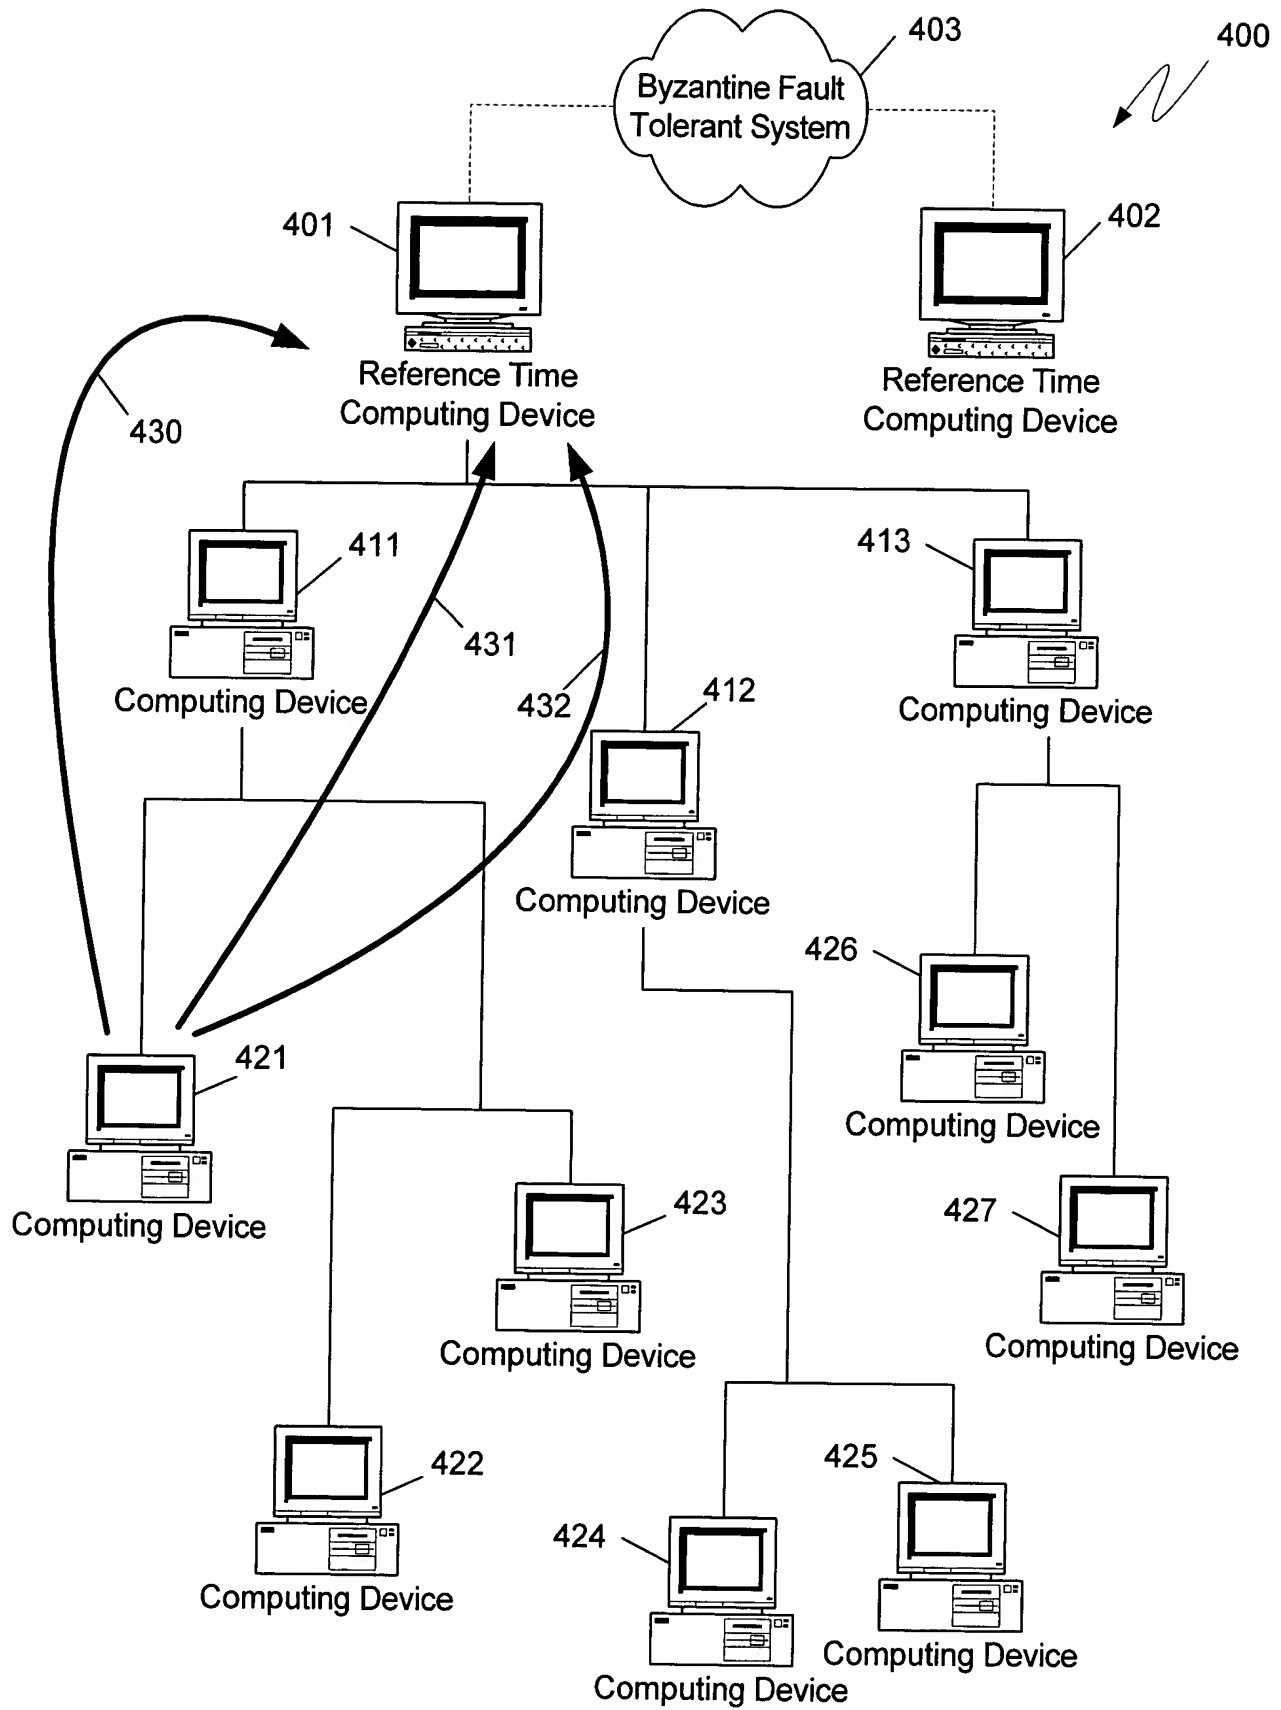 403
400
Byzantine Fault
Tolerant System
401
402
Reference Time
Computing Device
Reference Time
Computing Device
430
411
413
431
432
412
Computing Device
Computing Device
Computing Device
426
421
Computing Device
423
427
Computing Device
Computing Device
Computing Device
422
425
424
Computing Device
Computing Device
Computing Device